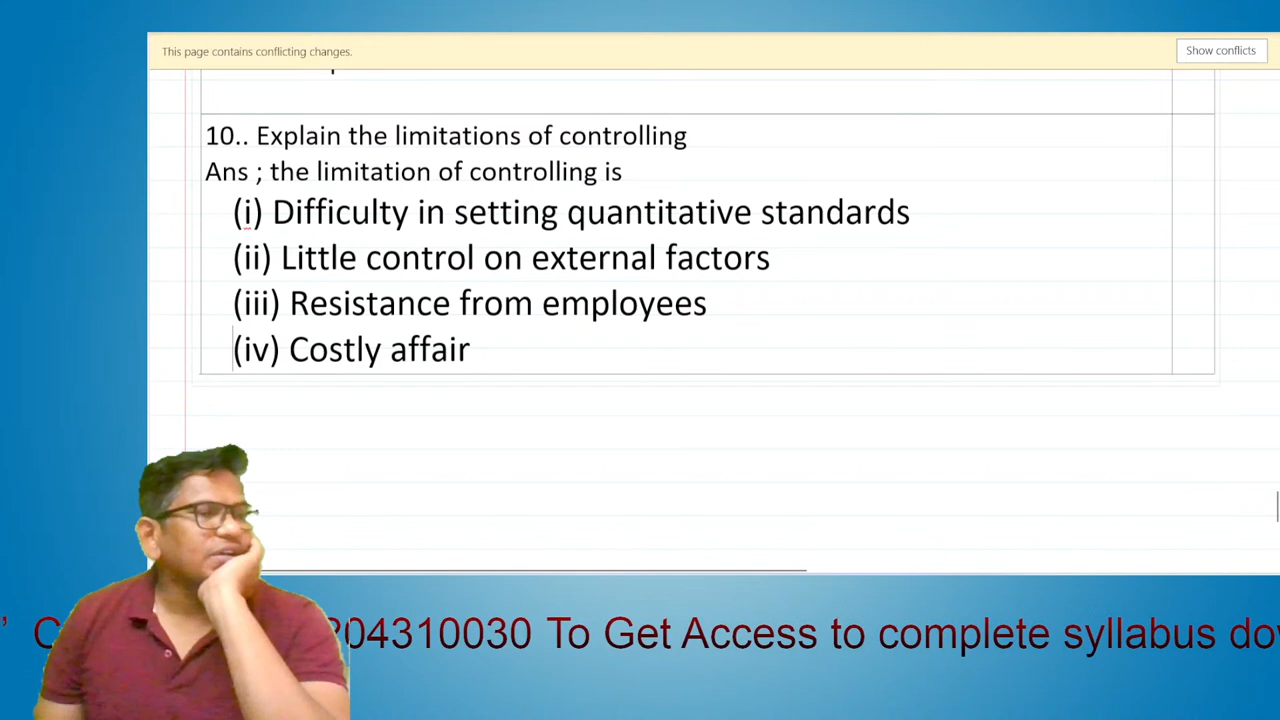 This page contains conflicting changes.
Show conflicts
10.. Explain the limitations of controlling
Ans ; the limitation of controlling is
(i) Difficulty in setting quantitative standards
(ii) Little control on external factors
(iii) Resistance from employees
(iv) Costly affair
04310030 To Get Access to complete syllabus